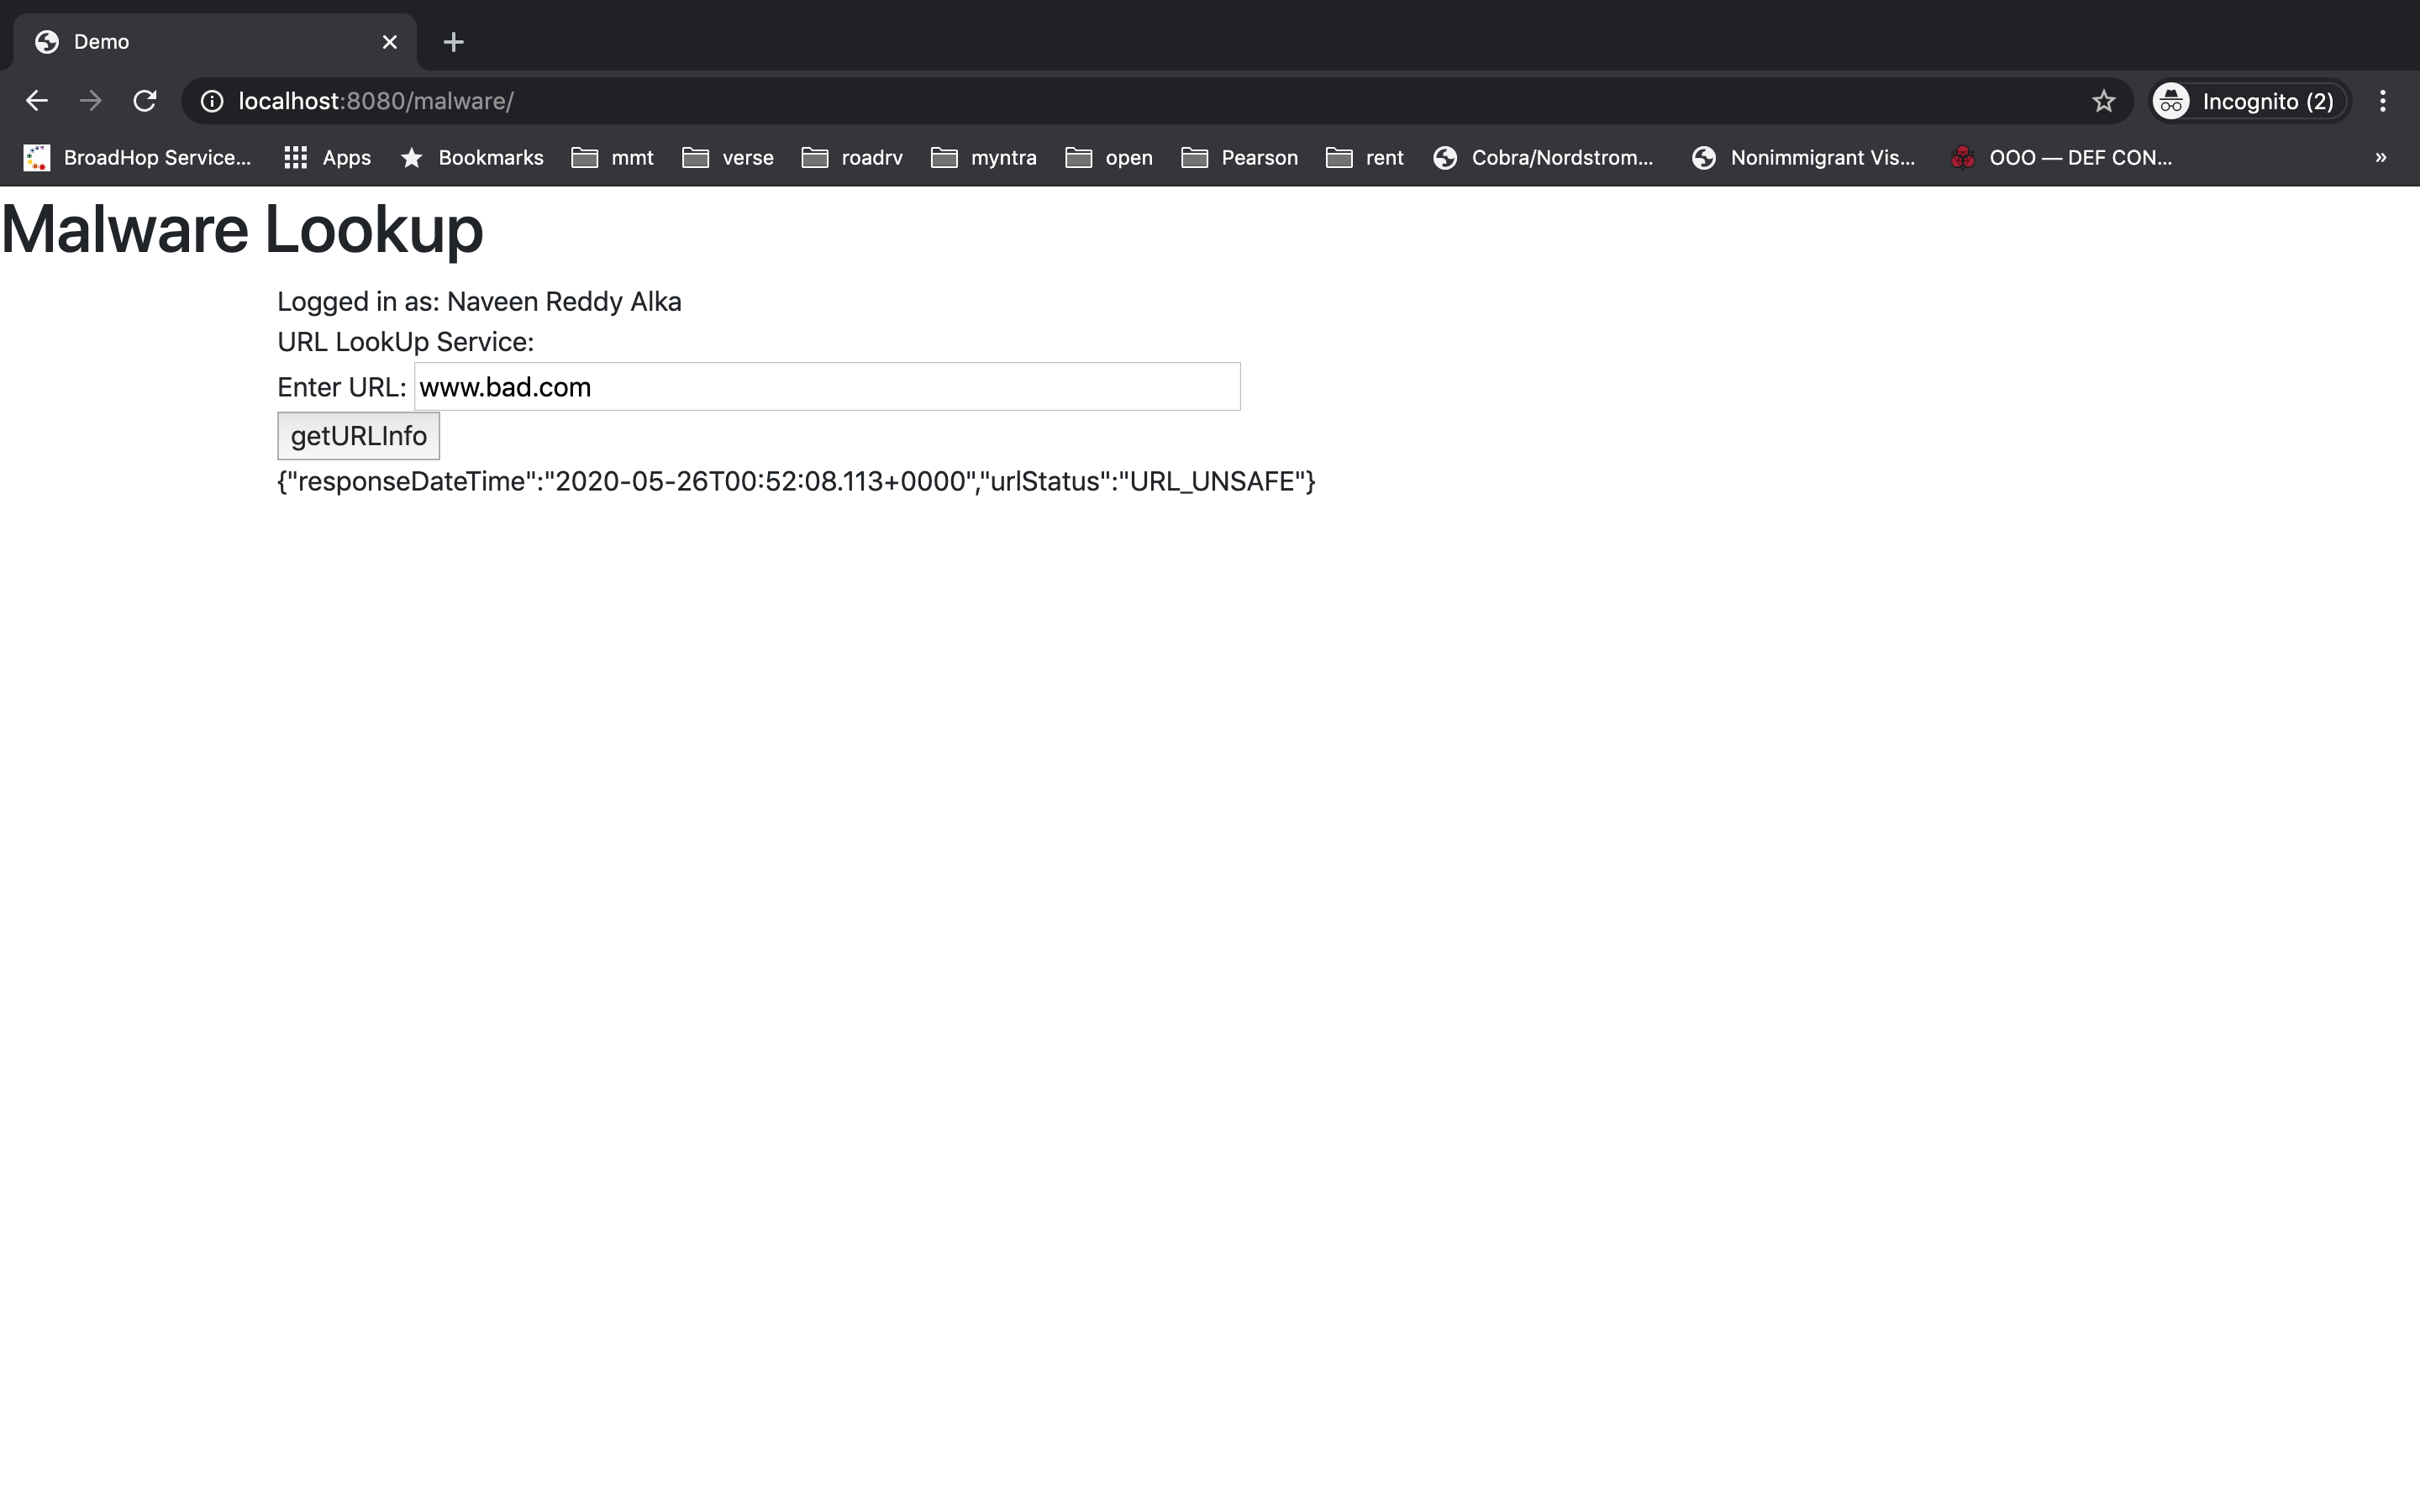 Demo
localhost:8080/malware/
Incognito (2)
BroadHop Service... Apps Bookmarks mmt verse roadrv myntra open Pearson rent Cobra/Nordstrom... Nonimmigrant Vis... OOO — DEF CON... »
Malware Lookup
Logged in as: Naveen Reddy Alka
URL LookUp Service:
Enter URL: www.bad.com
getURLInfo
{"responseDateTime":"2020-05-26T00:52:08.113+0000","urlStatus":"URL_UNSAFE"}